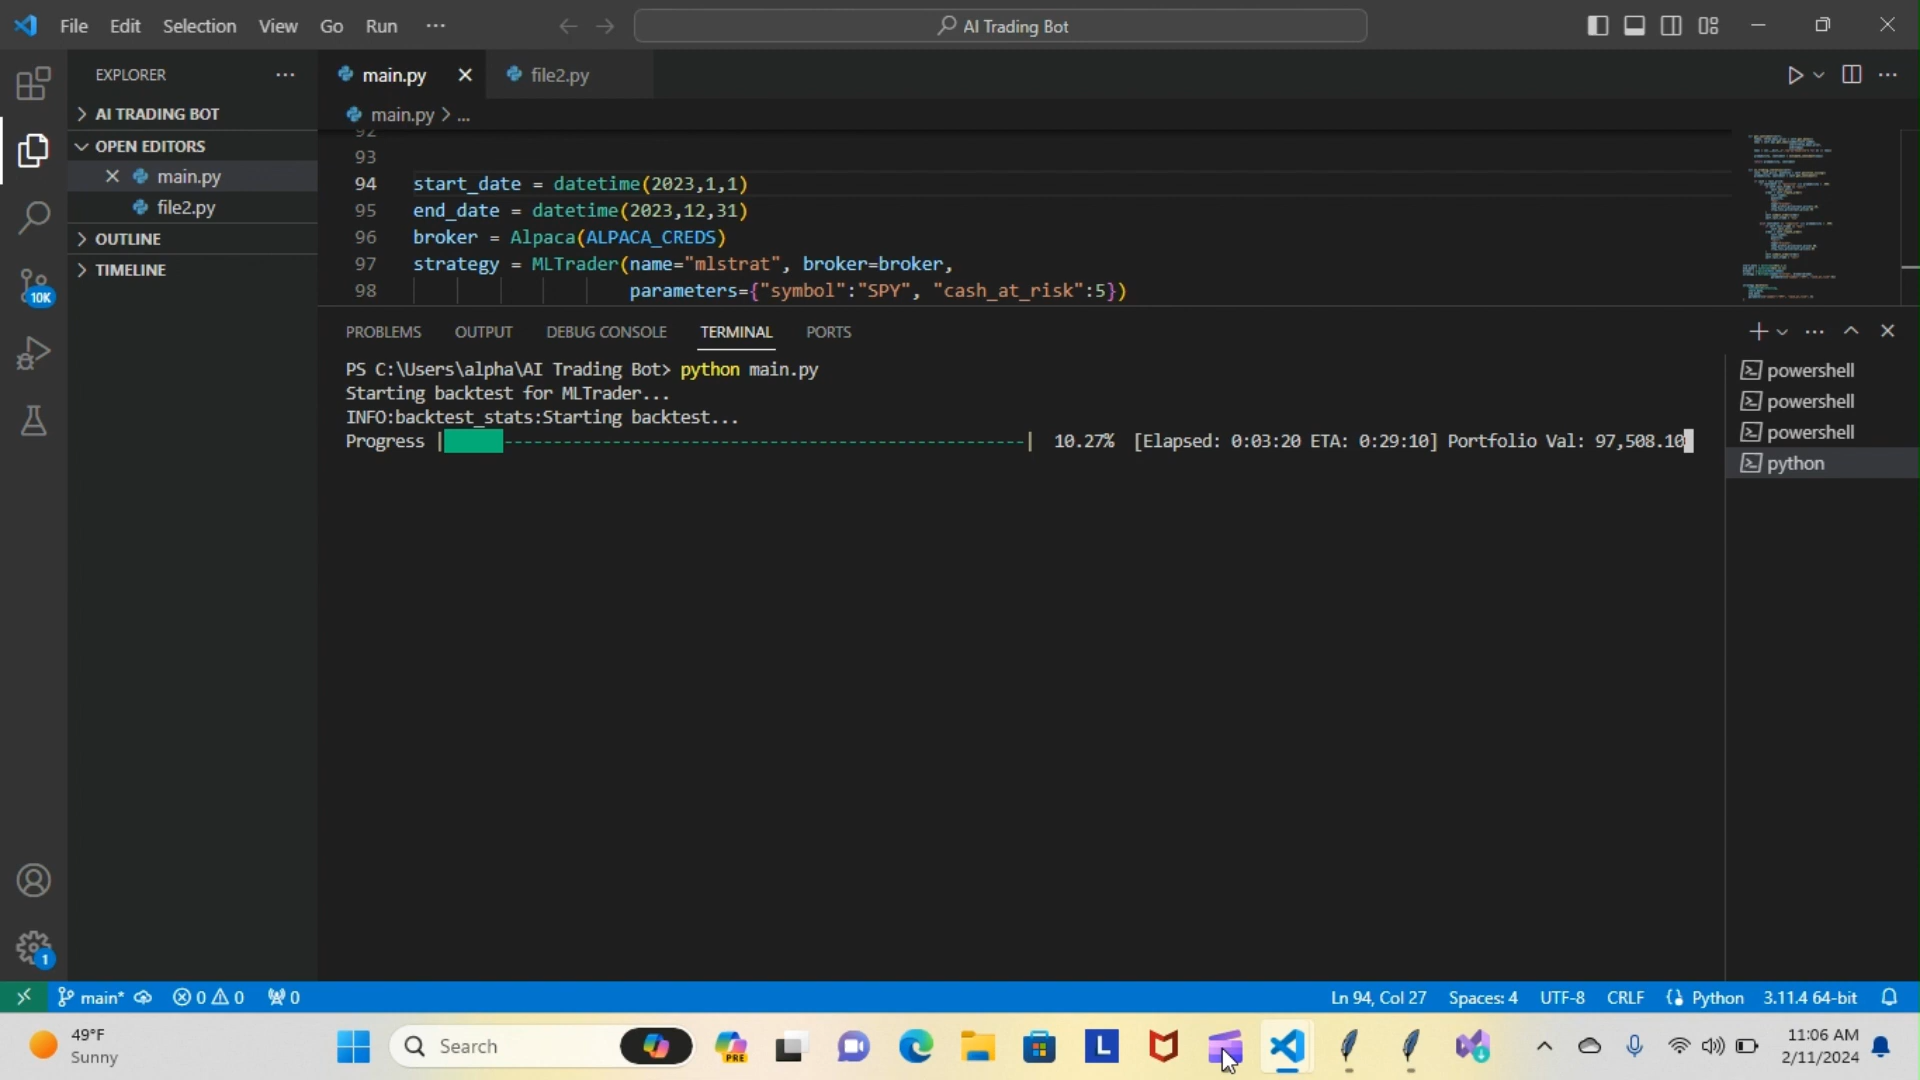 File Edit Selection View Go Run ···
AI Trading Bot
EXPLORER ···
AI TRADING BOT
OPEN EDITORS
main.py
file2.py
OUTLINE
TIMELINE
10K
1
main.py
file2.py
main.py > ...
92
93
94 start_date = datetime(2023,1,1)
95 end_date = datetime(2023,12,31)
96 broker = Alpaca(ALPACA_CREDS)
97 strategy = MLTrader(name="mlstrat", broker=broker,
98 parameters={"symbol":"SPY", "cash_at_risk":5})
PROBLEMS OUTPUT DEBUG CONSOLE TERMINAL PORTS
PS C:\Users\alpha\AI Trading Bot> python main.py
Starting backtest for MLTrader...
INFO:backtest_stats:Starting backtest...
Progress |------------------------------------------------------| 10.27% [Elapsed: 0:03:20 ETA: 0:29:10] Portfolio Val: 97,508.10
powershell
powershell
powershell
python
main* 0 0 0 Ln 94, Col 27 Spaces: 4 UTF-8 CRLF Python 3.11.4 64-bit
49°F
Sunny
Search
PRE
L
11:06 AM
2/11/2024